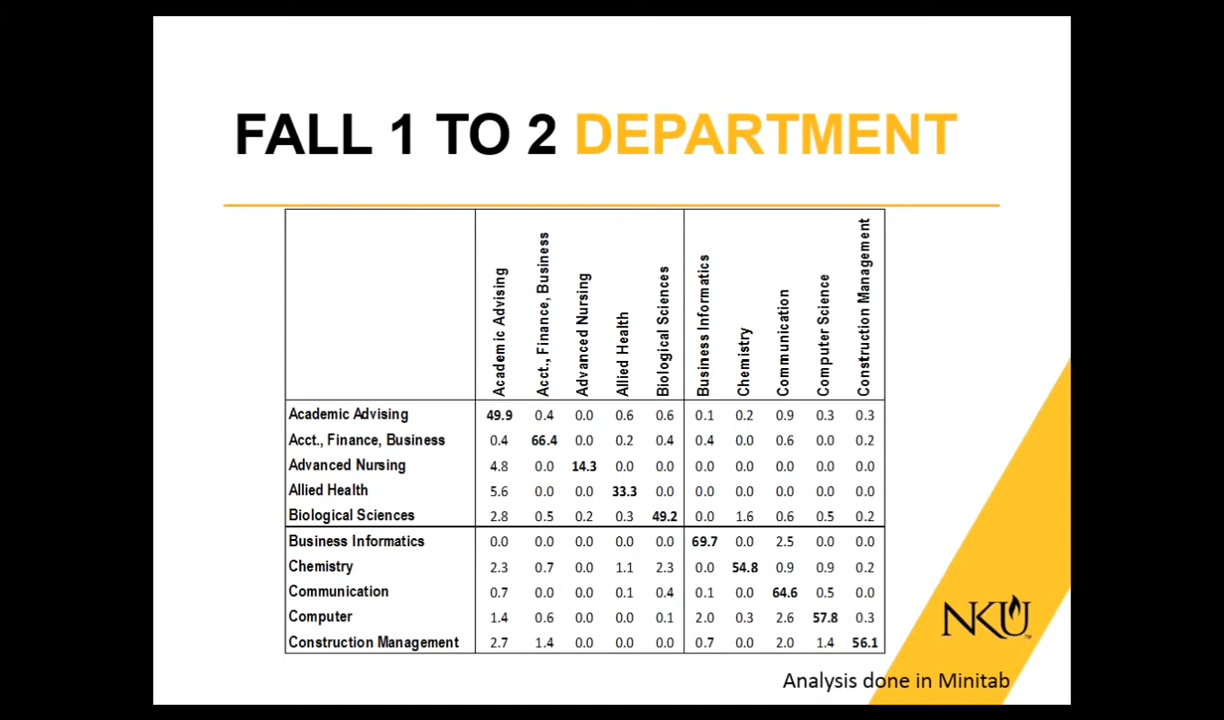 FALL 1 TO 2 DEPARTMENT
Academic Advising
Acct., Finance, Business
Advanced Nursing
Allied Health
Biological Sciences
Business Informatics
Chemistry
Communication
Computer Science
Construction Management
Academic Advising 49.9 0.4 0.0 0.6 0.6 0.1 0.2 0.9 0.3 0.3
Acct., Finance, Business 0.4 66.4 0.0 0.2 0.4 0.4 0.0 0.6 0.0 0.2
Advanced Nursing 4.8 0.0 14.3 0.0 0.0 0.0 0.0 0.0 0.0 0.0
Allied Health 5.6 0.0 0.0 33.3 0.0 0.0 0.0 0.0 0.0 0.0
Biological Sciences 2.8 0.5 0.2 0.3 49.2 0.0 1.6 0.6 0.5 0.2
Business Informatics 0.0 0.0 0.0 0.0 0.0 69.7 0.0 2.5 0.0 0.0
Chemistry 2.3 0.7 0.0 1.1 2.3 0.0 54.8 0.9 0.9 0.2
Communication 0.7 0.0 0.0 0.1 0.4 0.1 0.0 64.6 0.5 0.0
Computer 1.4 0.6 0.0 0.0 0.1 2.0 0.3 2.6 57.8 0.3
Construction Management 2.7 1.4 0.0 0.0 0.0 0.7 0.0 2.0 1.4 56.1
NKU
TM
Analysis done in Minitab